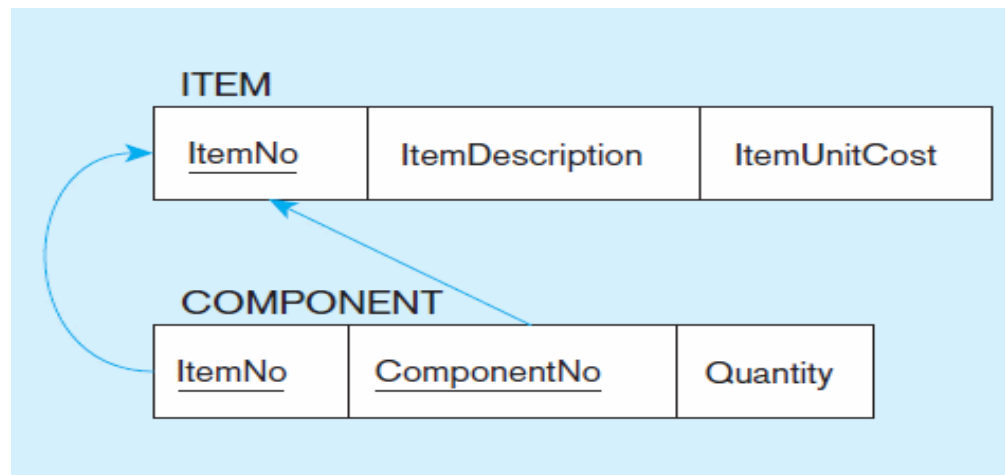 ITEM
ItemNo ItemDescription ItemUnitCost
COMPONENT
ItemNo ComponentNo Quantity